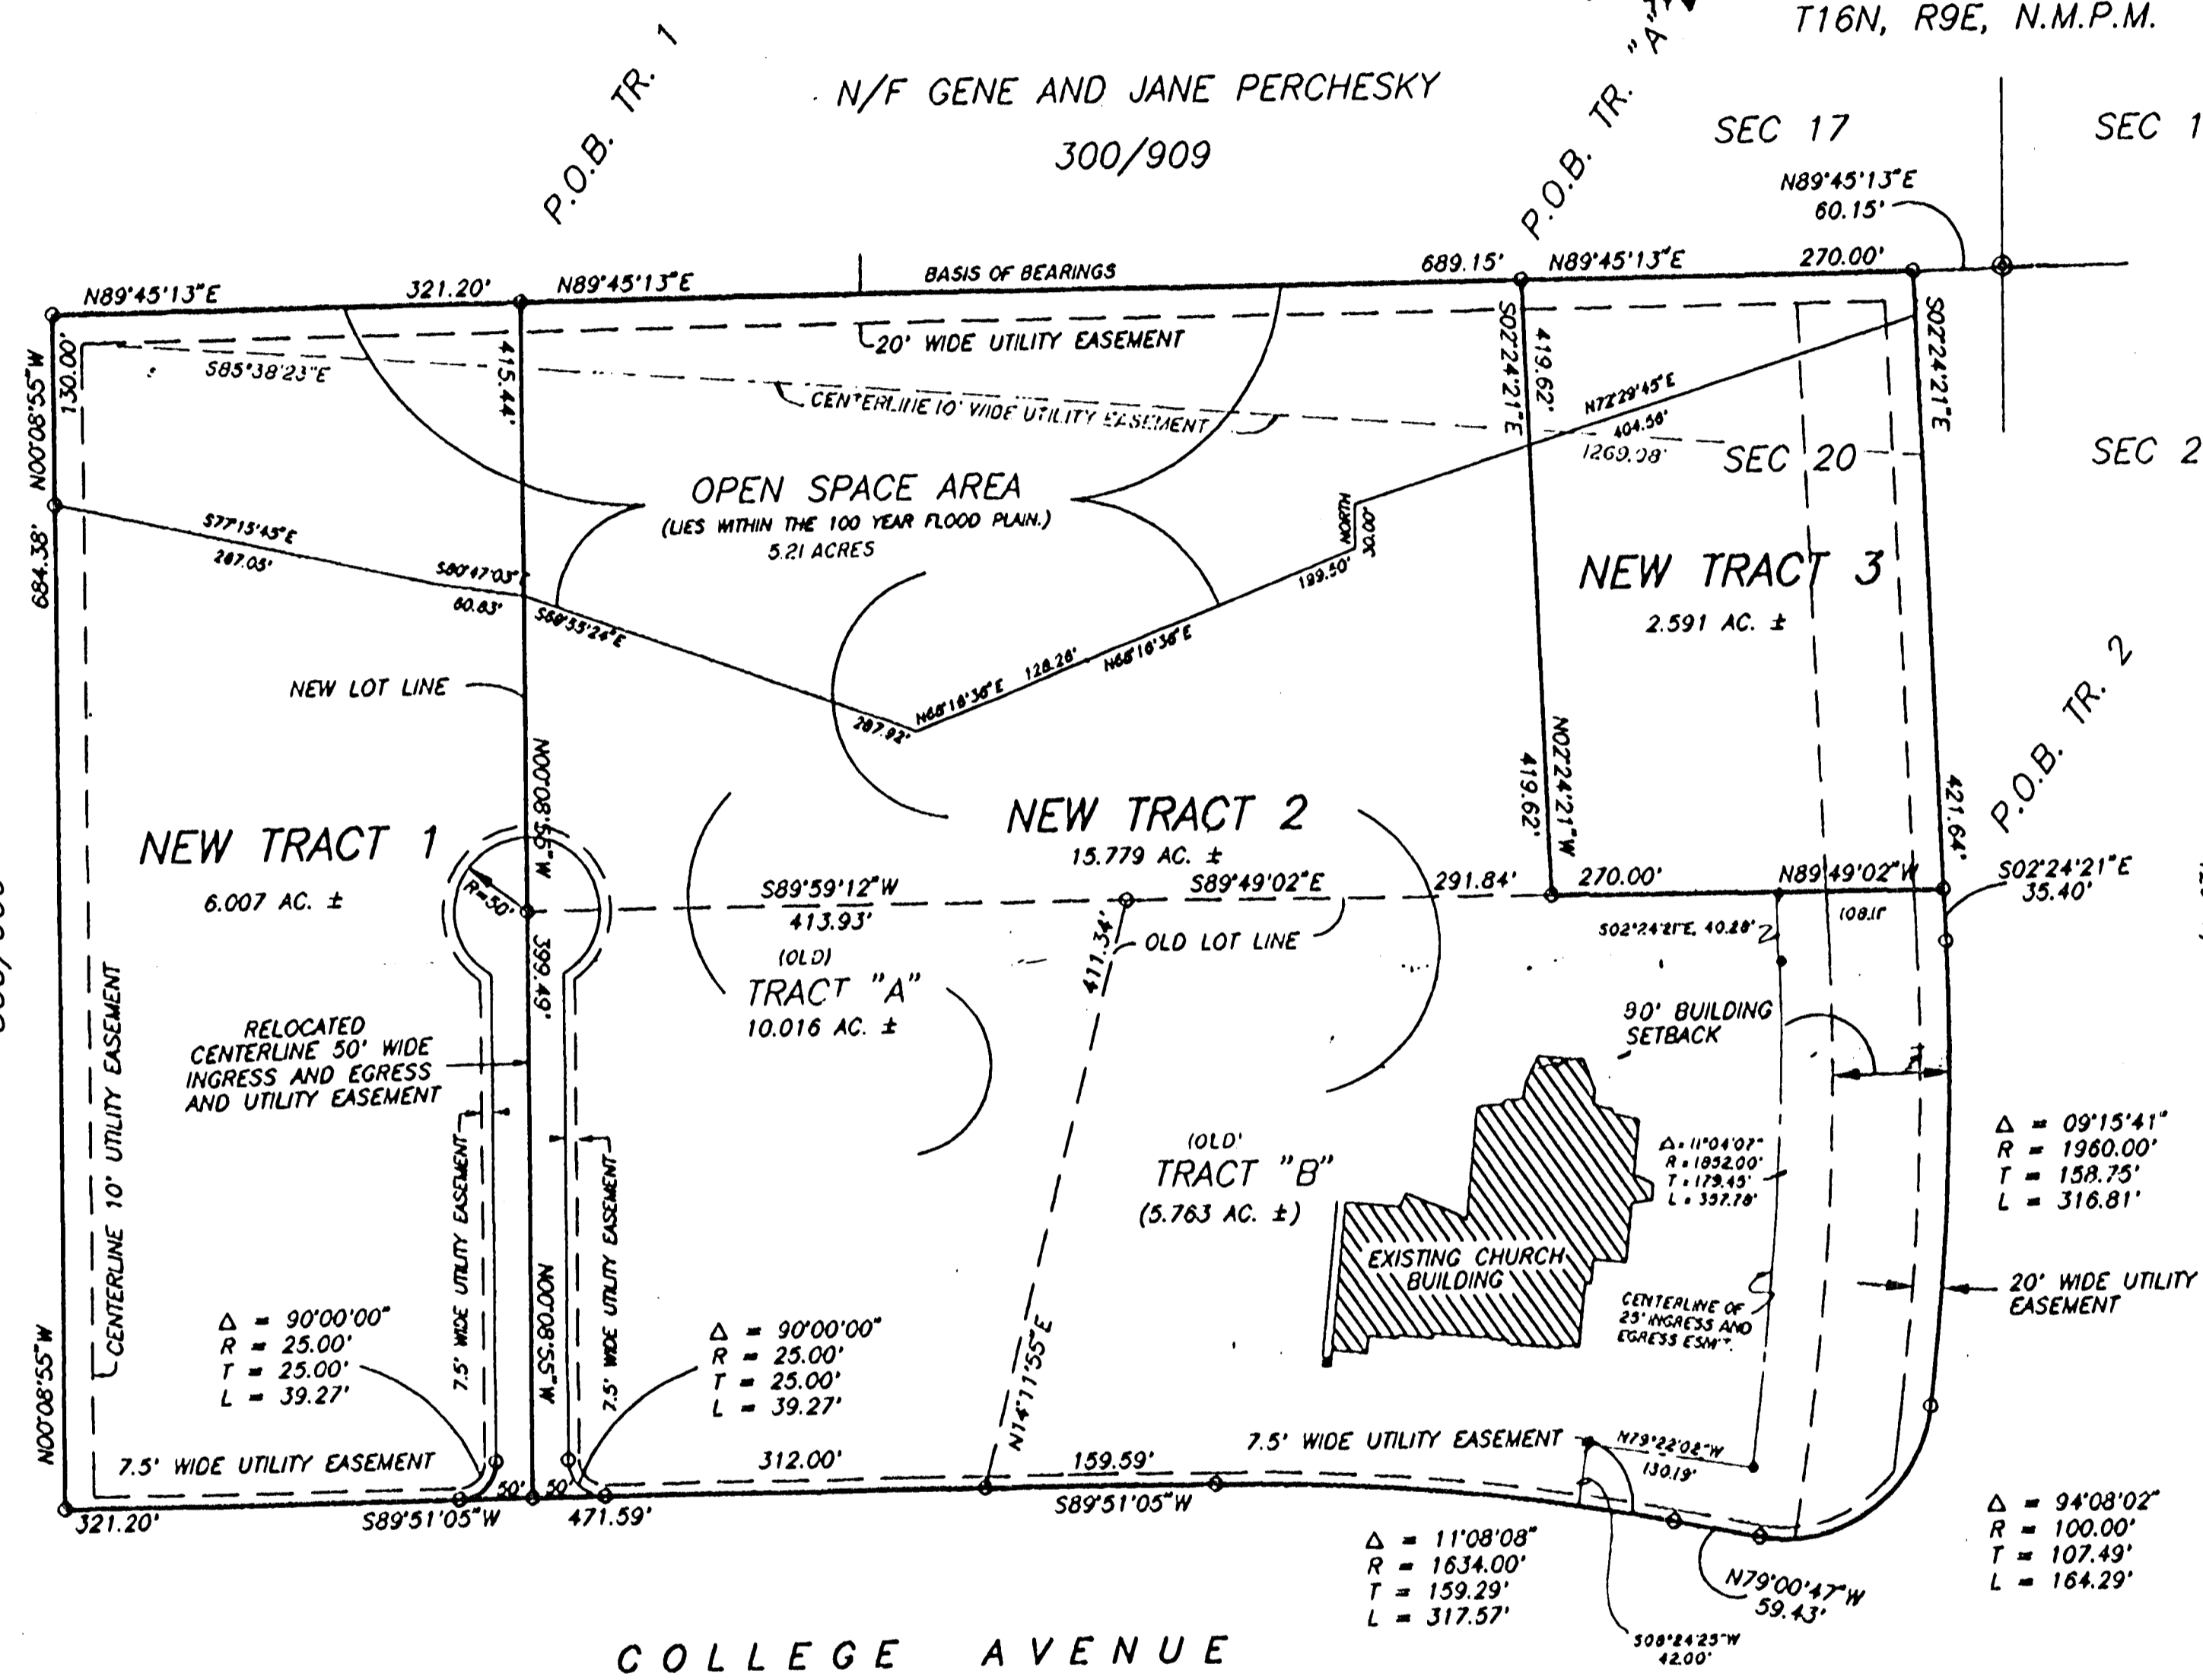 T16N, R9E, N.M.P.M.
P.O.B. TR. 1
N/F GENE AND JANE PERCHESKY
300/909
P.O.B. TR. "A"
SEC 17
SEC 1
N89°45'13"E
60.15'
N89°45'13"E
321.20'
N89°45'13"E
BASIS OF BEARINGS
689.15'
N89°45'13"E
270.00'
20' WIDE UTILITY EASEMENT
S85°38'23"E
CENTERLINE 10' WIDE UTILITY EASEMENT
N00°08'55"W
130.00'
415.44'
S02°24'21"E
419.62'
N72°29'45"E
404.56'
S02°24'21"E
SEC 20
SEC 2
OPEN SPACE AREA
(LIES WITHIN THE 100 YEAR FLOOD PLAIN.)
5.21 ACRES
NORTH
30.00'
S77°15'45"E
287.05'
S80°47'03"E
60.83'
684.38'
199.50'
NEW TRACT 3
2.591 AC. ±
128.26'
N66°16'36"E
N66°16'36"E
287.92'
NEW LOT LINE
N00°08'55"W
N02°24'21"W
419.62'
P.O.B. TR. 2
421.64'
NEW TRACT 1
6.007 AC. ±
R=50'
NEW TRACT 2
15.779 AC. ±
S89°59'12"W
413.93'
S89°49'02"E
291.84'
270.00'
N89°49'02"W
108.11'
S02°24'21"E
35.40'
S02°24'21"E, 40.28'
OLD LOT LINE
411.34'
399.49'
(OLD)
TRACT "A"
10.016 AC. ±
90' BUILDING
SETBACK
RELOCATED
CENTERLINE 50' WIDE
INGRESS AND EGRESS
AND UTILITY EASEMENT
CENTERLINE 10' UTILITY EASEMENT
7.5' WIDE UTILITY EASEMENT
7.5' WIDE UTILITY EASEMENT
(OLD)
TRACT "B"
(5.763 AC. ±)
Δ = 11°04'07"
R = 1852.00'
T = 179.45'
L = 357.78'
Δ = 09°15'41"
R = 1960.00'
T = 158.75'
L = 316.81'
EXISTING CHURCH
BUILDING
CENTERLINE OF
25' INGRESS AND
EGRESS ESM'T.
20' WIDE UTILITY
EASEMENT
Δ = 90°00'00"
R = 25.00'
T = 25.00'
L = 39.27'
N00°08'55"W
Δ = 90°00'00"
R = 25.00'
T = 25.00'
L = 39.27'
N14°11'55"E
N00°08'55"W
7.5' WIDE UTILITY EASEMENT
312.00'
159.59'
7.5' WIDE UTILITY EASEMENT
N79°22'02"W
130.19'
321.20'
S89°51'05"W
50'
50'
471.59'
S89°51'05"W
Δ = 11°08'08"
R = 1634.00'
T = 159.29'
L = 317.57'
N79°00'47"W
59.43'
Δ = 94°08'02"
R = 100.00'
T = 107.49'
L = 164.29'
S08°24'25"W
42.00'
COLLEGE AVENUE